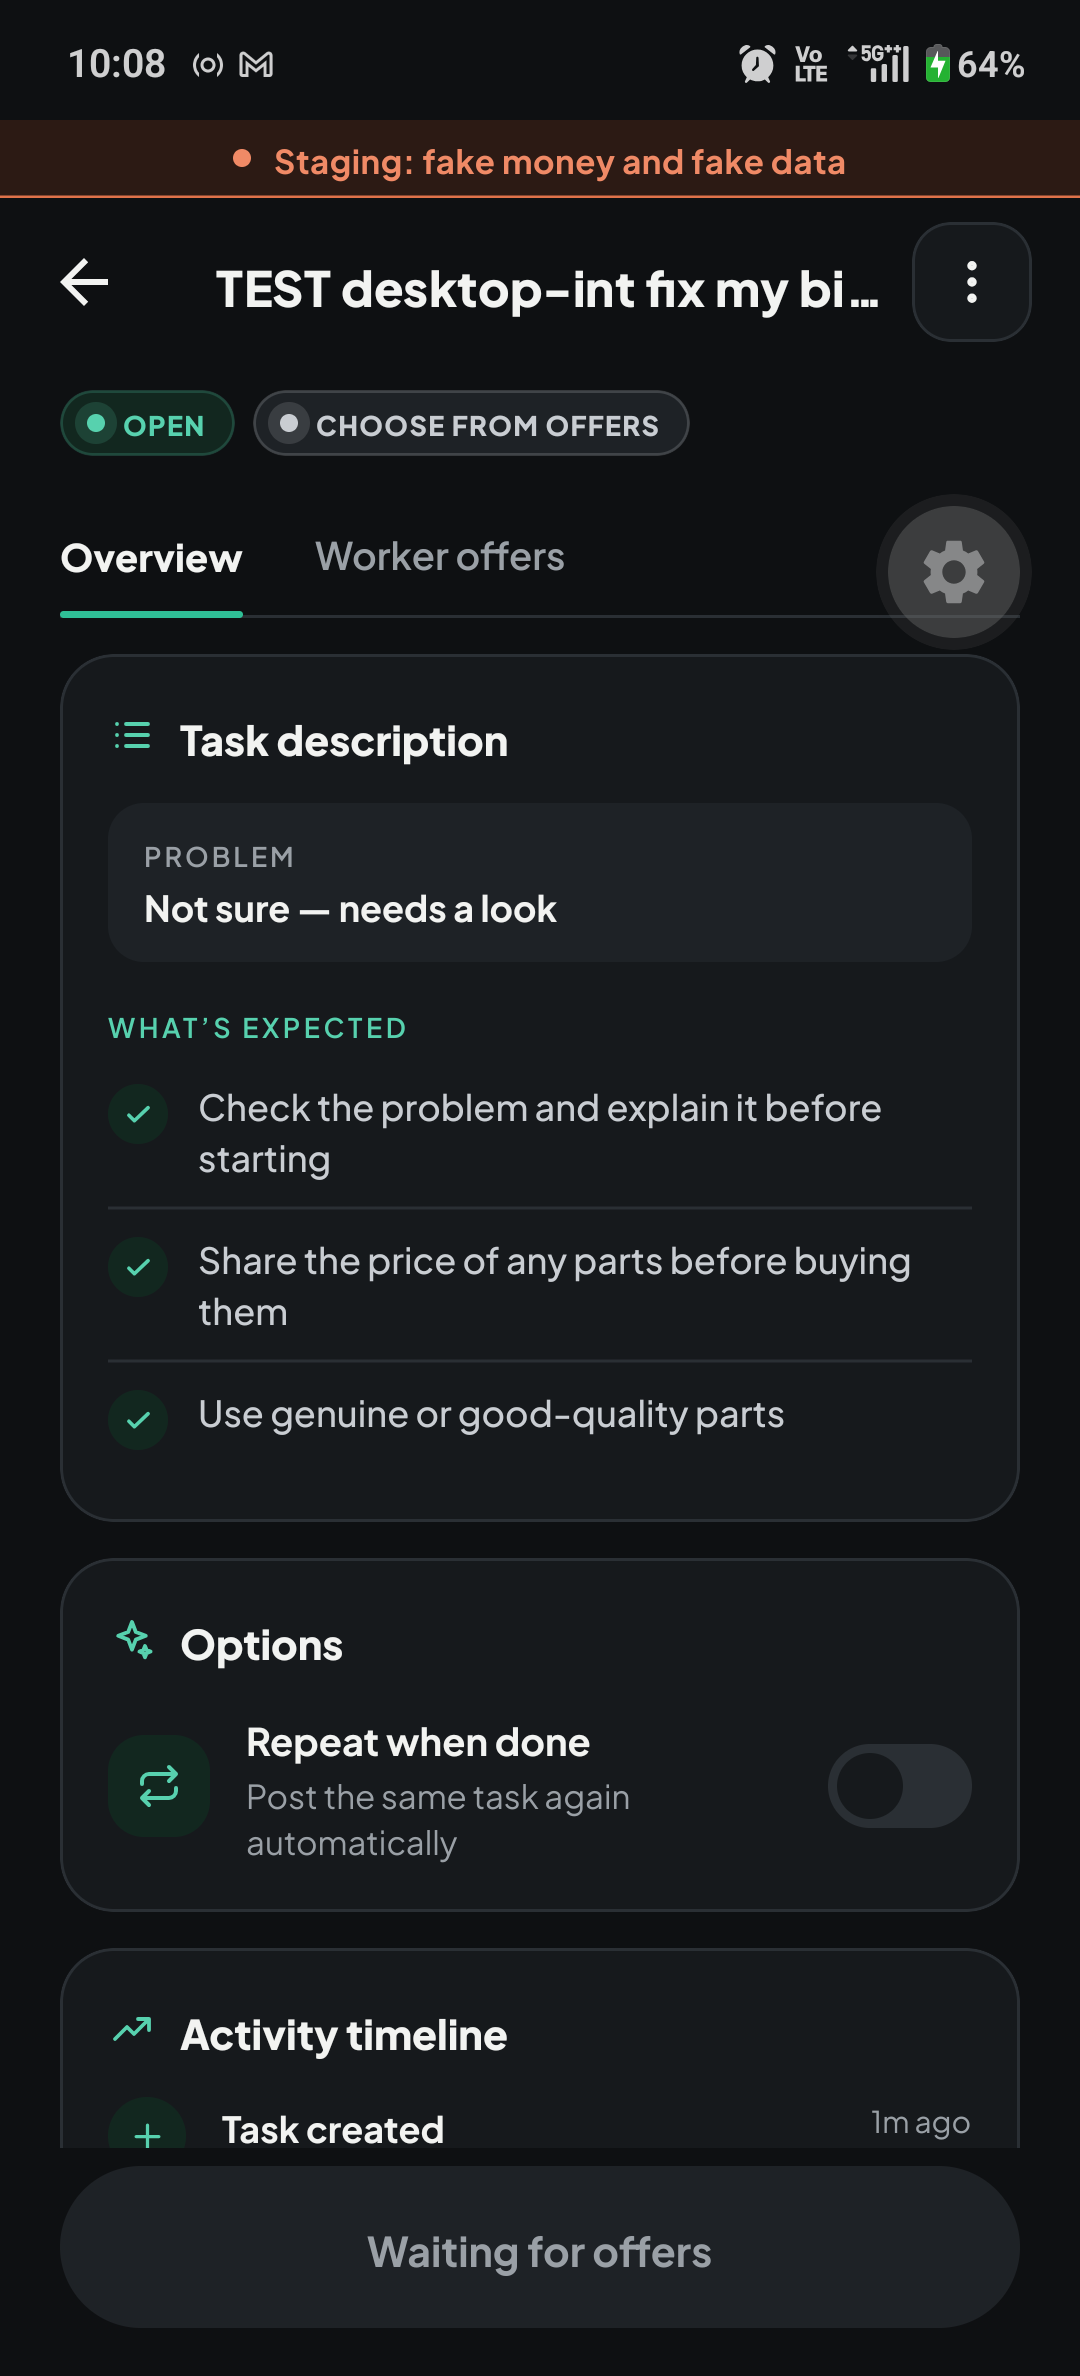 10:08
Vo
LTE
5G++
64%
Staging: fake money and fake data
TEST desktop-int fix my bi...
OPEN
CHOOSE FROM OFFERS
Overview
Worker offers
Task description
PROBLEM
Not sure — needs a look
WHAT’S EXPECTED
Check the problem and explain it before
starting
Share the price of any parts before buying
them
Use genuine or good-quality parts
Options
Repeat when done
Post the same task again
automatically
Activity timeline
Task created
1m ago
Waiting for offers